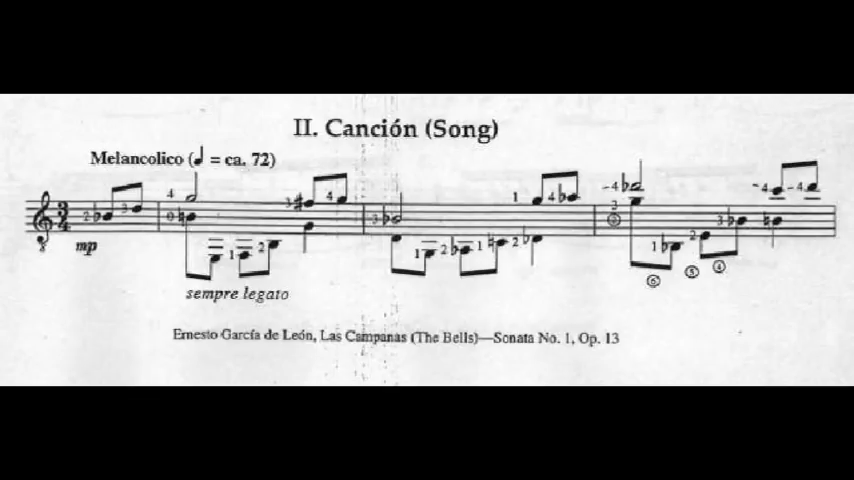 II. Canción (Song)
Melancolico (♩ = ca. 72)
mp
sempre legato
Ernesto García de León, Las Campanas (The Bells)—Sonata No. 1, Op. 13